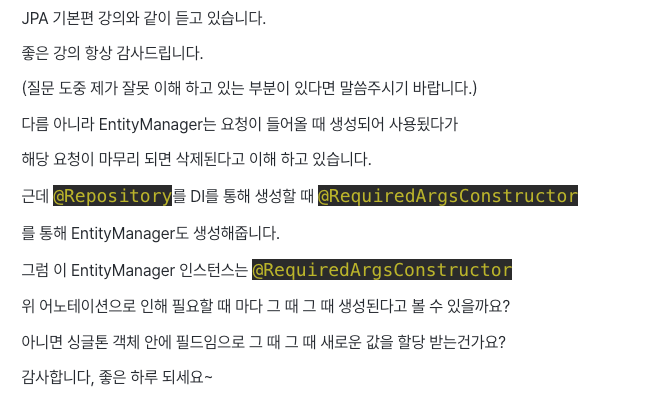 JPA 기본편 강의와 같이 듣고 있습니다.
좋은 강의 항상 감사드립니다.
(질문 도중 제가 잘못 이해 하고 있는 부분이 있다면 말씀주시기 바랍니다.)
다름 아니라 EntityManager는 요청이 들어올 때 생성되어 사용됬다가
해당 요청이 마무리 되면 삭제된다고 이해 하고 있습니다.
근데 @Repository를 DI를 통해 생성할 때 @RequiredArgsConstructor
를 통해 EntityManager도 생성해줍니다.
그럼 이 EntityManager 인스턴스는 @RequiredArgsConstructor
위 어노테이션으로 인해 필요할 때 마다 그 때 그 때 생성된다고 볼 수 있을까요?
아니면 싱글톤 객체 안에 필드임으로 그 때 그 때 새로운 값을 할당 받는건가요?
감사합니다, 좋은 하루 되세요~